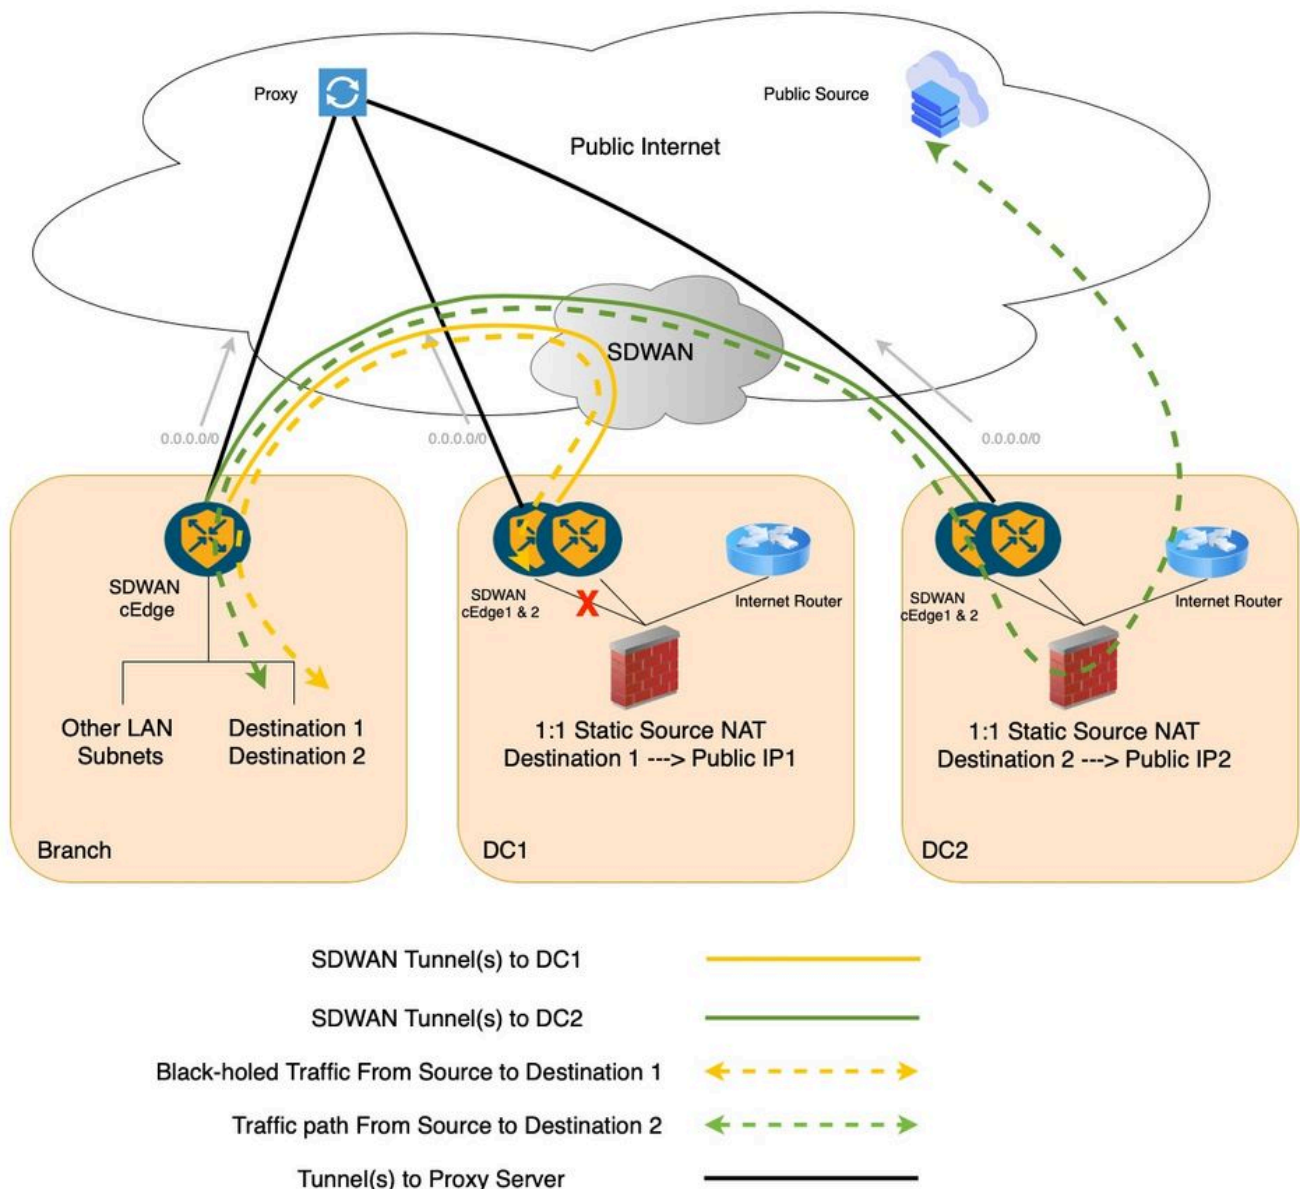 Proxy
Public Source
Public Internet
SDWAN
0.0.0.0/0
0.0.0.0/0
0.0.0.0/0
SDWAN
cEdge
Other LAN
Subnets
Destination 1
Destination 2
Branch
SDWAN
cEdge1 & 2
X
Internet Router
1:1 Static Source NAT
Destination 1 ---> Public IP1
DC1
SDWAN
cEdge1 & 2
Internet Router
1:1 Static Source NAT
Destination 2 ---> Public IP2
DC2
SDWAN Tunnel(s) to DC1
SDWAN Tunnel(s) to DC2
Black-holed Traffic From Source to Destination 1
Traffic path From Source to Destination 2
Tunnel(s) to Proxy Server